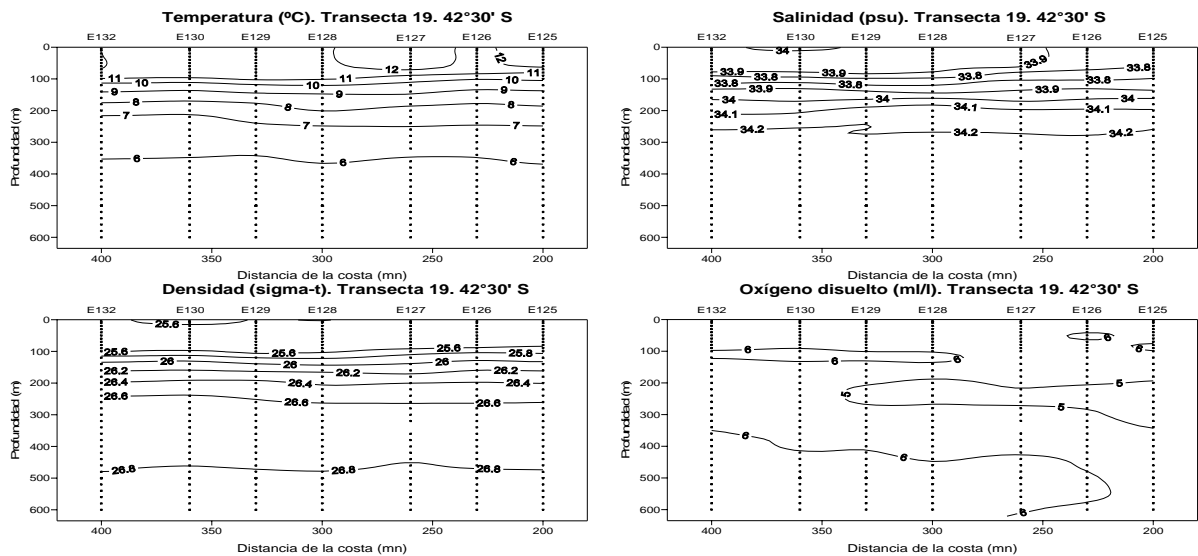 Temperatura (ºC). Transecta 19. 42°30' S
E132 E130 E129 E128 E127 E126 E125
0
100
200
300
400
500
600
Profundidad (m)
12 12
11 11 11
10 10 10
9 9 9
8 8 8
7 7 7
6 6 6
400 350 300 250 200
Distancia de la costa (mn)
Salinidad (psu). Transecta 19. 42°30' S
E132 E130 E129 E128 E127 E126 E125
0
100
200
300
400
500
600
Profundidad (m)
34
33.9 33.9 33.9
33.8 33.8 33.8 33.8
33.9 33.9
34 34 34
34.1 34.1
34.2 34.2 34.2
400 350 300 250 200
Distancia de la costa (mn)
Densidad (sigma-t). Transecta 19. 42°30' S
E132 E130 E129 E128 E127 E126 E125
0
100
200
300
400
500
600
Profundidad (m)
25.6
25.6 25.6 25.6
25.8 25.8
26 26 26
26.2 26.2 26.2
26.4 26.4 26.4
26.6 26.6 26.6
26.8 26.8 26.8
400 350 300 250 200
Distancia de la costa (mn)
Oxígeno disuelto (ml/l). Transecta 19. 42°30' S
E132 E130 E129 E128 E127 E126 E125
0
100
200
300
400
500
600
Profundidad (m)
6 6
6 6 6
5 5
5
6
6
6
400 350 300 250 200
Distancia de la costa (mn)